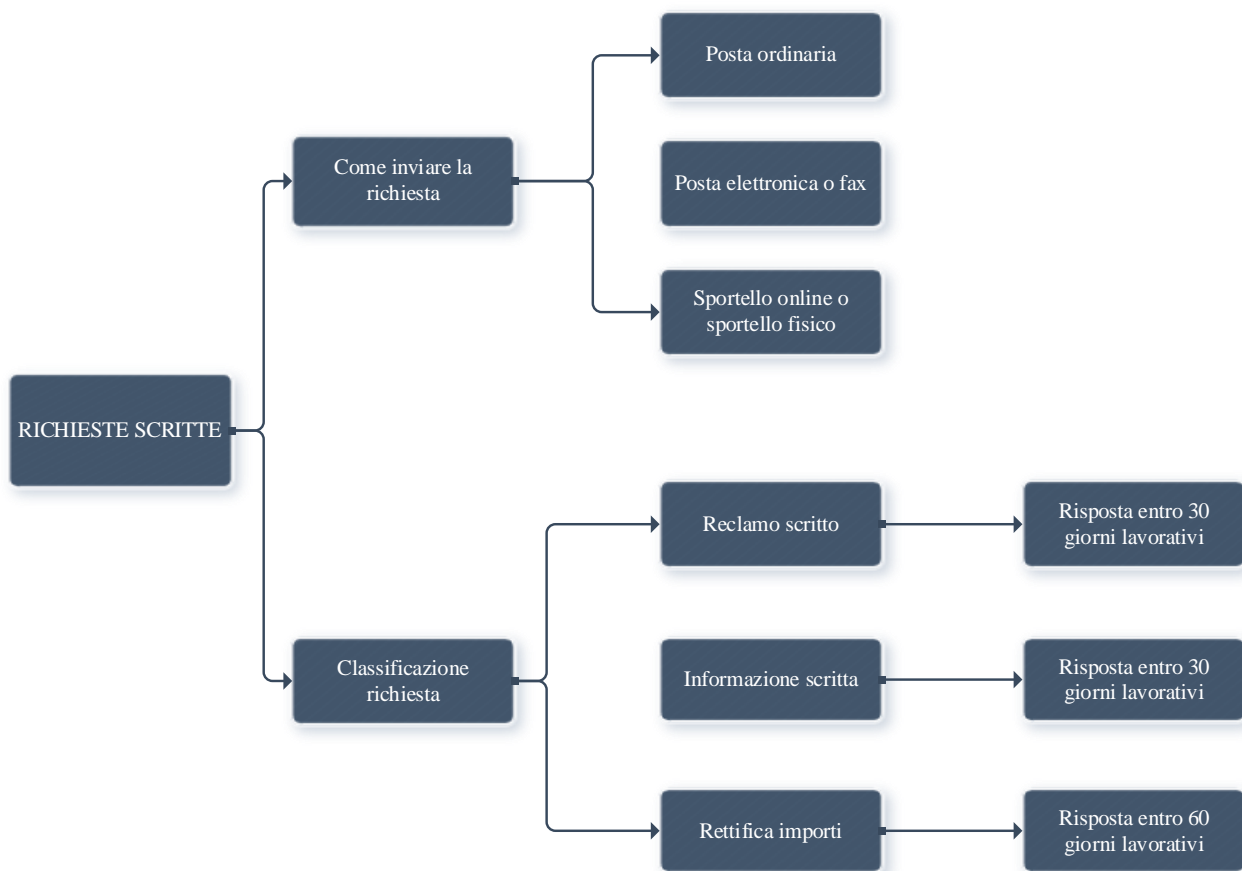 Posta ordinaria
Come inviare la
richiesta
Posta elettronica o fax
Sportello online o
sportello fisico
RICHIESTE SCRITTE
Reclamo scritto
Risposta entro 30
giorni lavorativi
Classificazione
richiesta
Informazione scritta
Risposta entro 30
giorni lavorativi
Rettifica importi
Risposta entro 60
giorni lavorativi